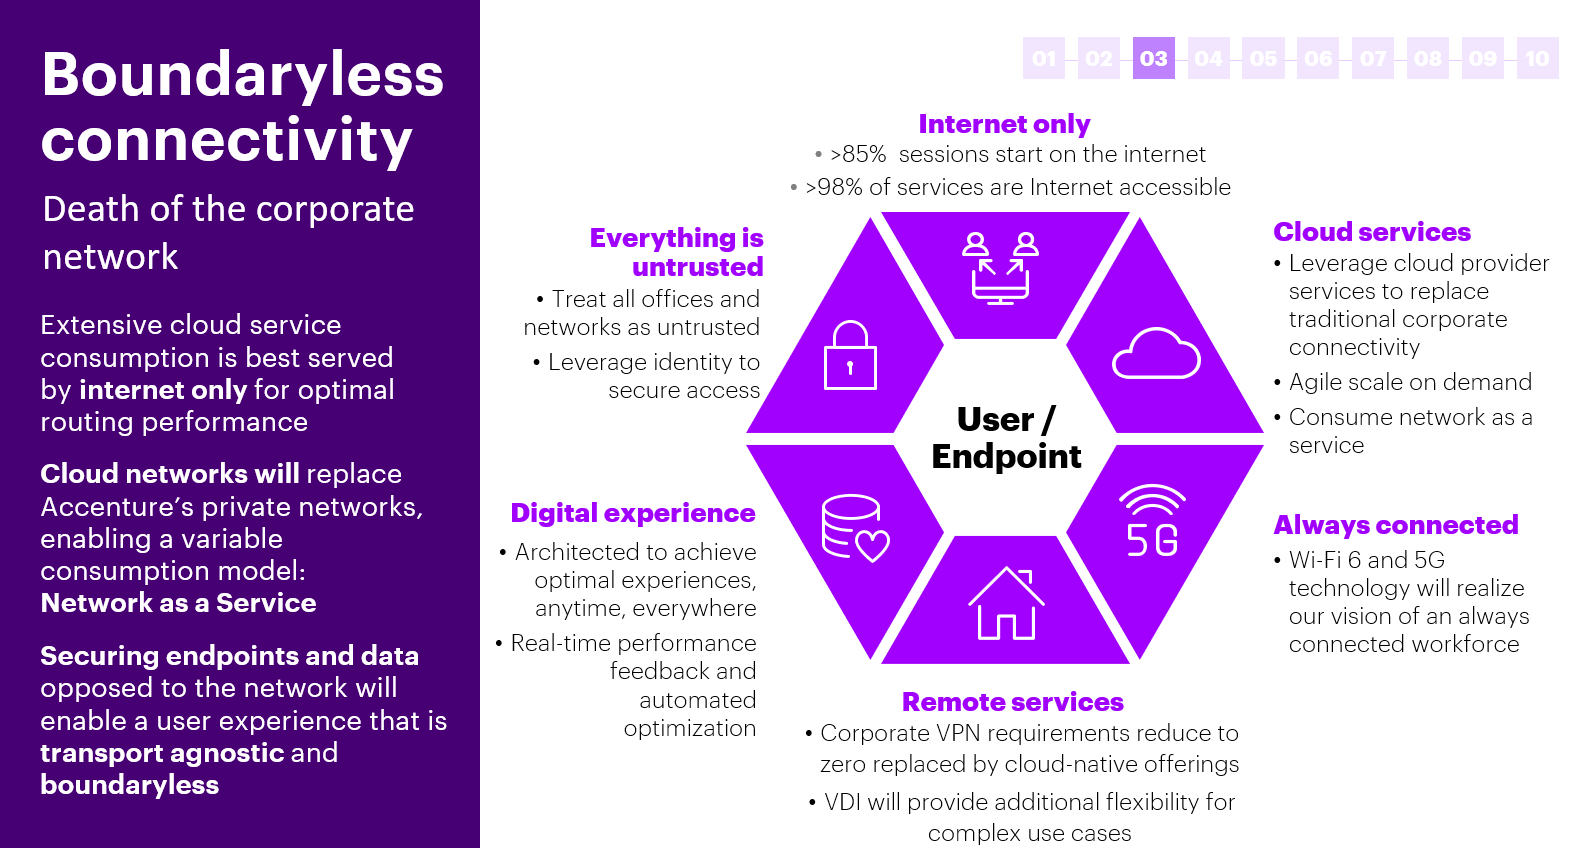 Boundaryless
connectivity
Death of the corporate
network
Extensive cloud service
consumption is best served
by internet only for optimal
routing performance
Cloud networks will replace
Accenture’s private networks,
enabling a variable
consumption model:
Network as a Service
Securing endpoints and data
opposed to the network will
enable a user experience that is
transport agnostic and
boundaryless
01 02 03 04 05 06 07 08 09 10
Internet only
• >85%  sessions start on the internet
• >98% of services are Internet accessible
Everything is
untrusted
• Treat all offices and
networks as untrusted
• Leverage identity to
secure access
Cloud services
• Leverage cloud provider
services to replace
traditional corporate
connectivity
• Agile scale on demand
• Consume network as a
service
User /
Endpoint
5G
Digital experience
• Architected to achieve
optimal experiences,
anytime, everywhere
• Real-time performance
feedback and
automated
optimization
Always connected
• Wi-Fi 6 and 5G
technology will realize
our vision of an always
connected workforce
Remote services
• Corporate VPN requirements reduce to
zero replaced by cloud-native offerings
• VDI will provide additional flexibility for
complex use cases